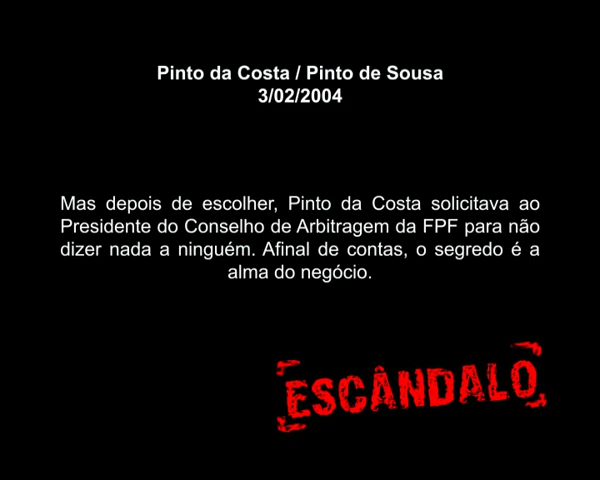 Pinto da Costa / Pinto de Sousa
3/02/2004
Mas depois de escolher, Pinto da Costa solicitava ao
Presidente do Conselho de Arbitragem da FPF para não
dizer nada a ninguém. Afinal de contas, o segredo é a
alma do negócio.
ESCÂNDALO